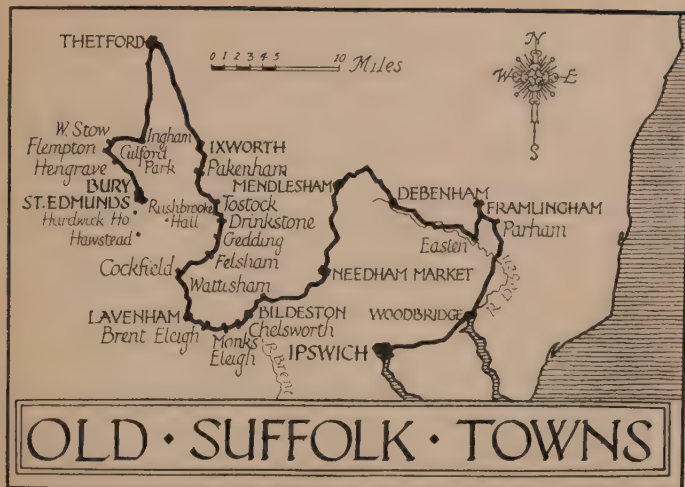 THETFORD
0 1 2 3 4 5 10 Miles
N
W E
S
W. Stow
Flempton
Hengrave
Ingham
Culford
Park
BURY
ST. EDMUNDS
Hardwick Ho
Hawstead
Rushbrooke
Hall
IXWORTH
Pakenham
MENDLESHAM
Tostock
Drinkstone
Gedding
Felsham
Cockfield
Wattisham
LAVENHAM
Brent Eleigh
Monks
Eleigh
BILDESTON
Chelsworth
R. Brent
NEEDHAM MARKET
DEBENHAM
FRAMLINGHAM
Parham
Easten
WOODBRIDGE
IPSWICH
OLD · SUFFOLK · TOWNS